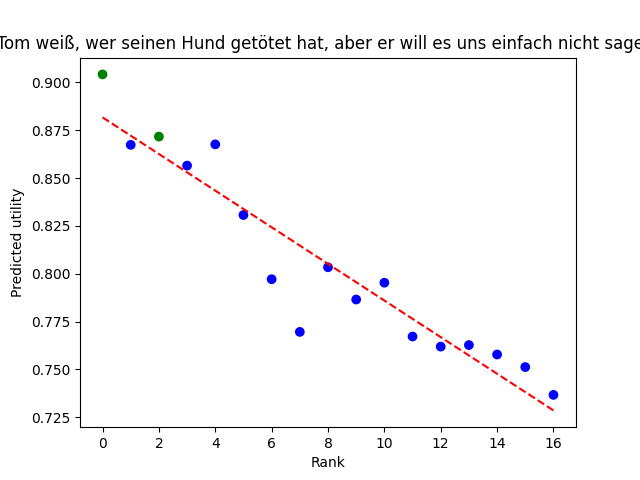 Tom weiß, wer seinen Hund getötet hat, aber er will es uns einfach nicht sage
0.900
0.875
0.850
0.825
0.800
0.775
0.750
0.725
Predicted utility
0 2 4 6 8 10 12 14 16
Rank